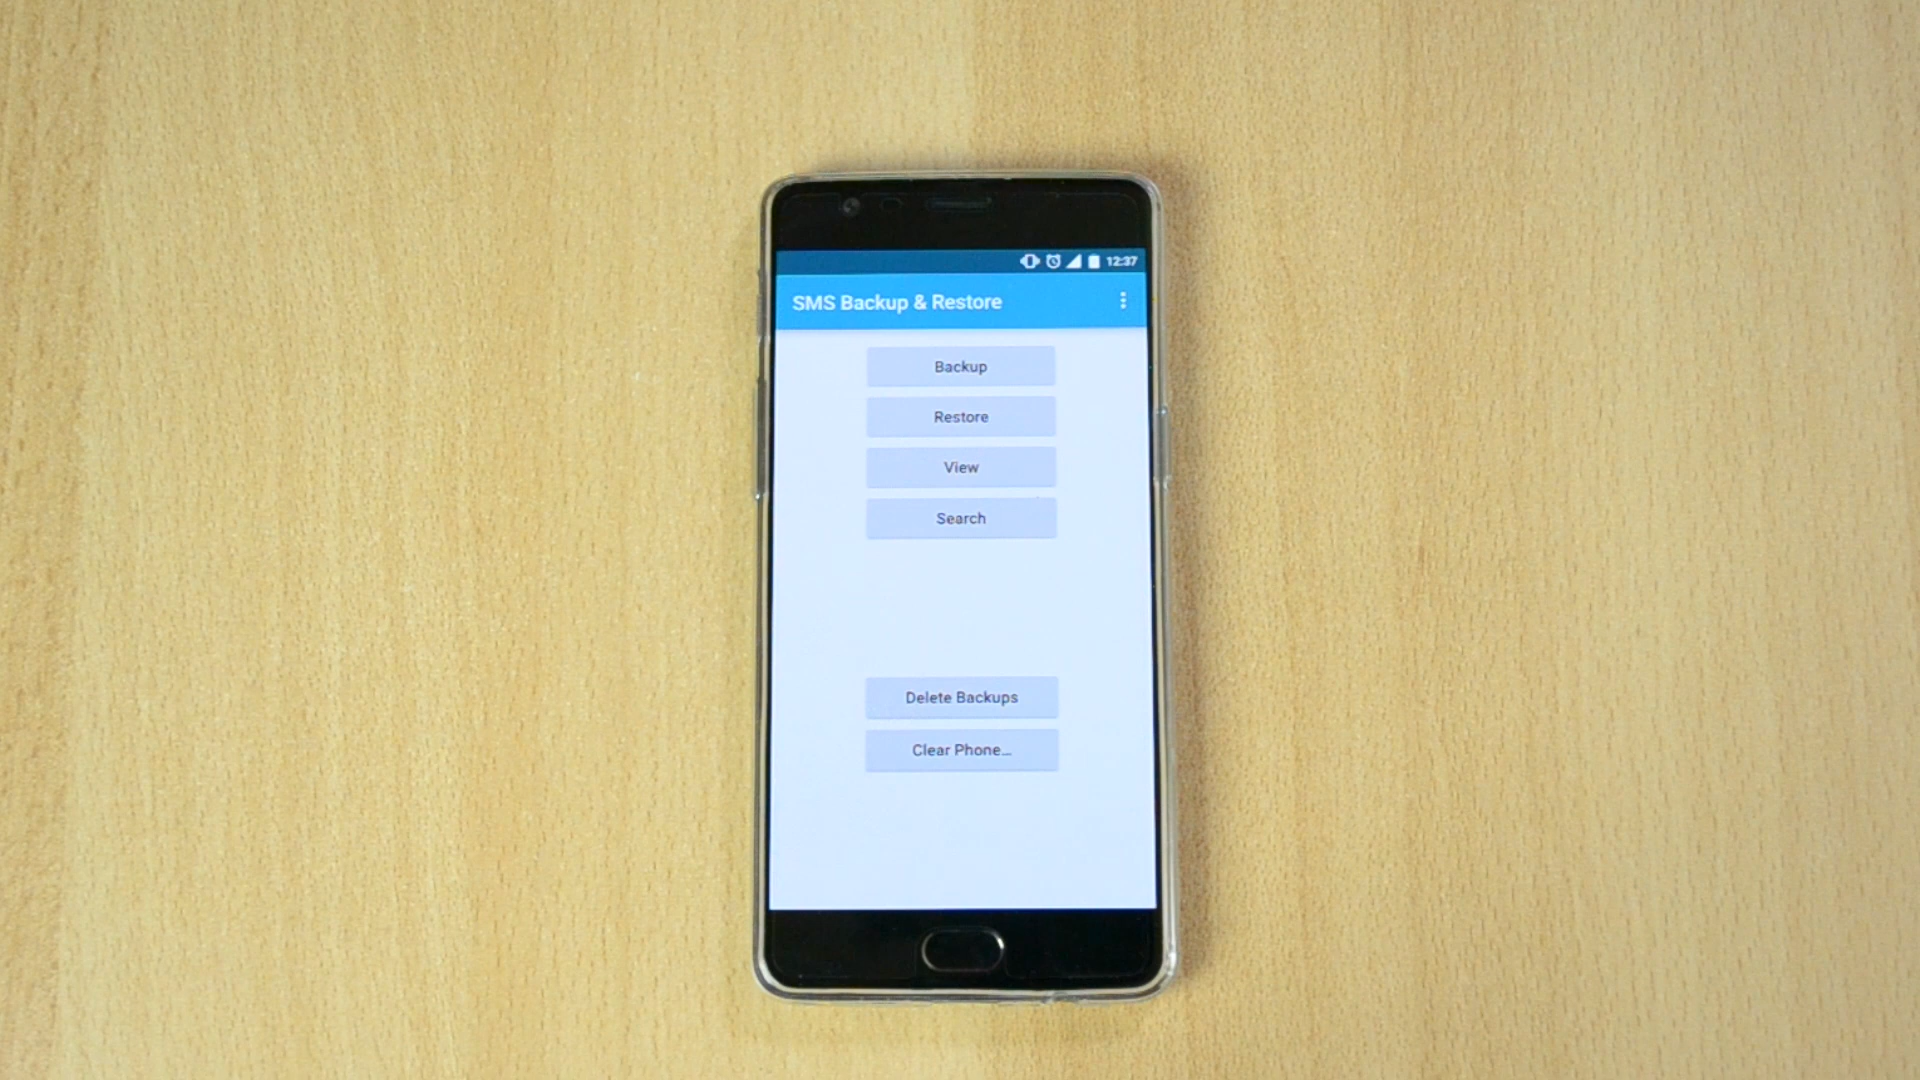 12:37
SMS Backup & Restore
Backup
Restore
View
Search
Delete Backups
Clear Phone...